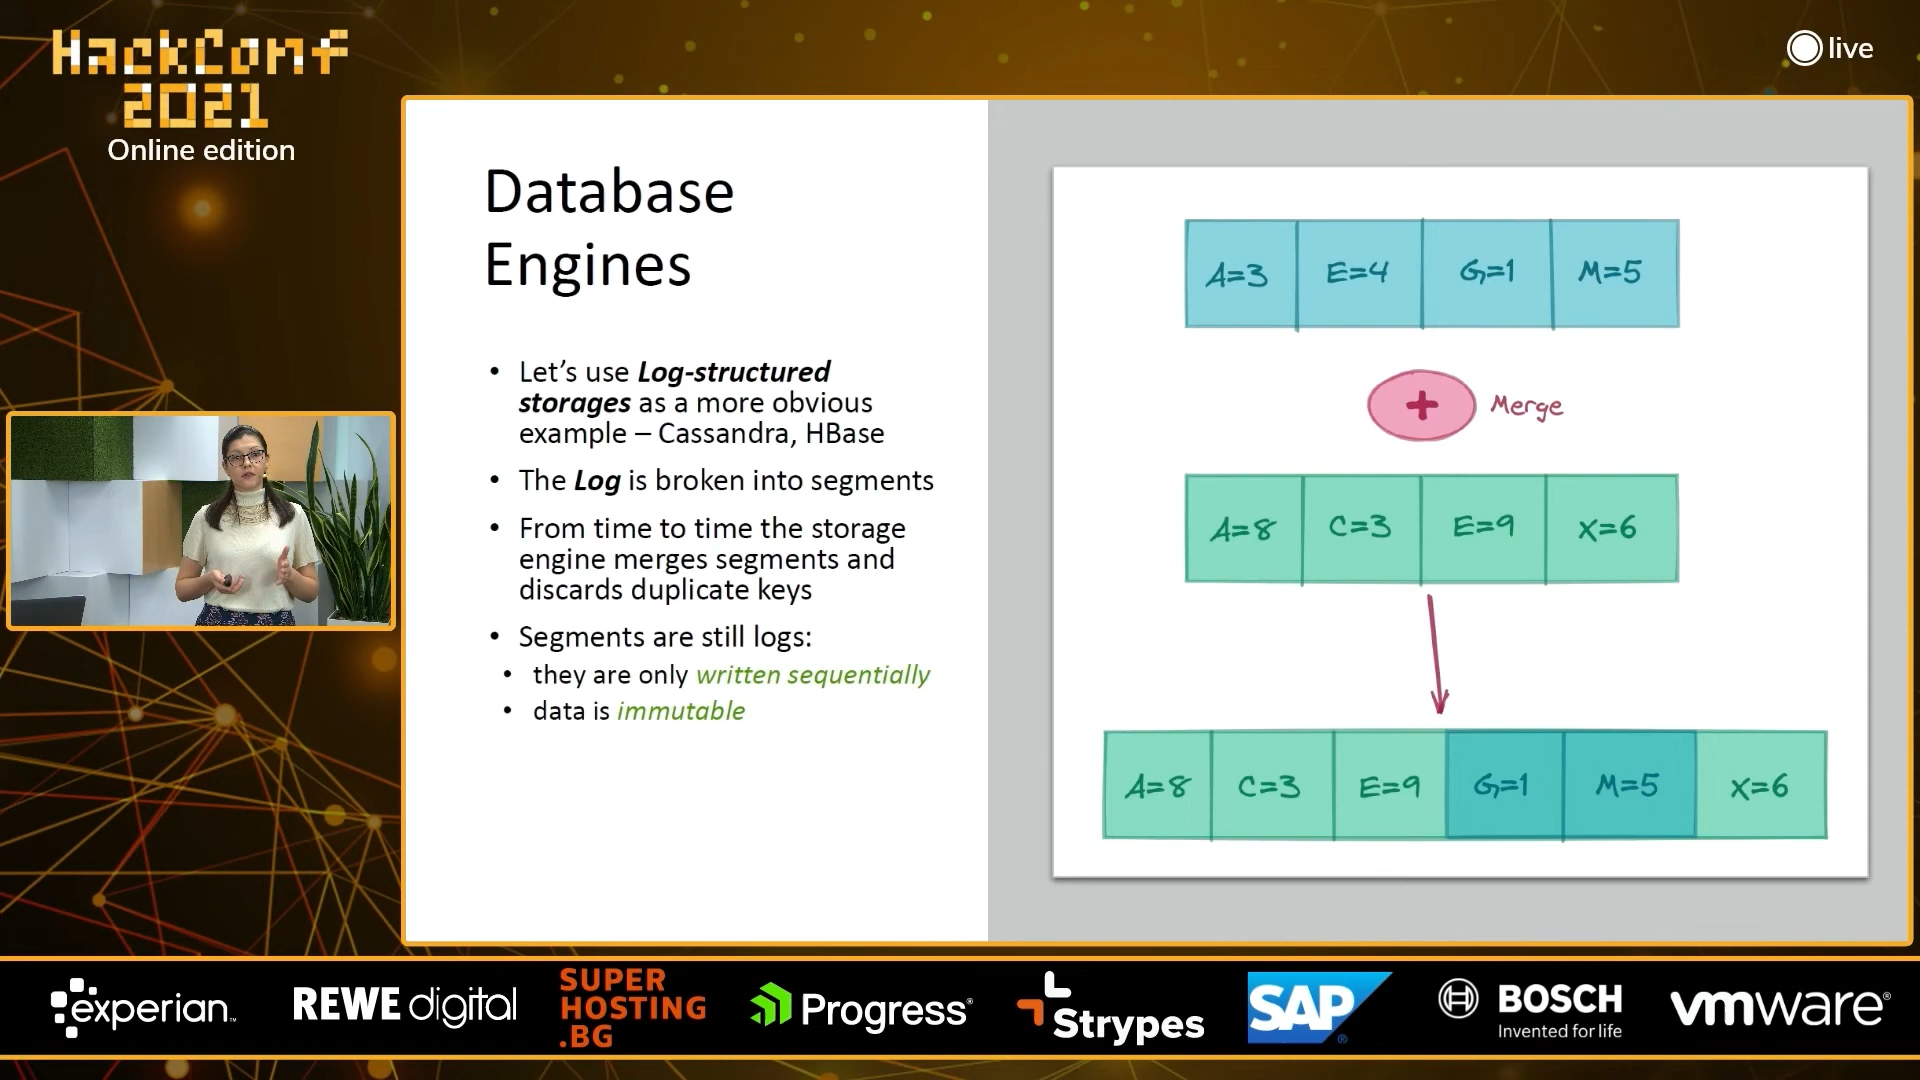 HackConf
2021
Online edition
live
Database
Engines
• Let’s use Log-structured
storages as a more obvious
example – Cassandra, HBase
• The Log is broken into segments
• From time to time the storage
engine merges segments and
discards duplicate keys
• Segments are still logs:
• they are only written sequentially
• data is immutable
A=3 E=4 G=1 M=5
+ Merge
A=8 C=3 E=9 X=6
A=8 C=3 E=9 G=1 M=5 X=6
experian™
REWE digital
SUPER
HOSTING
.BG
Progress®
Strypes
SAP®
BOSCH
Invented for life
vmware®